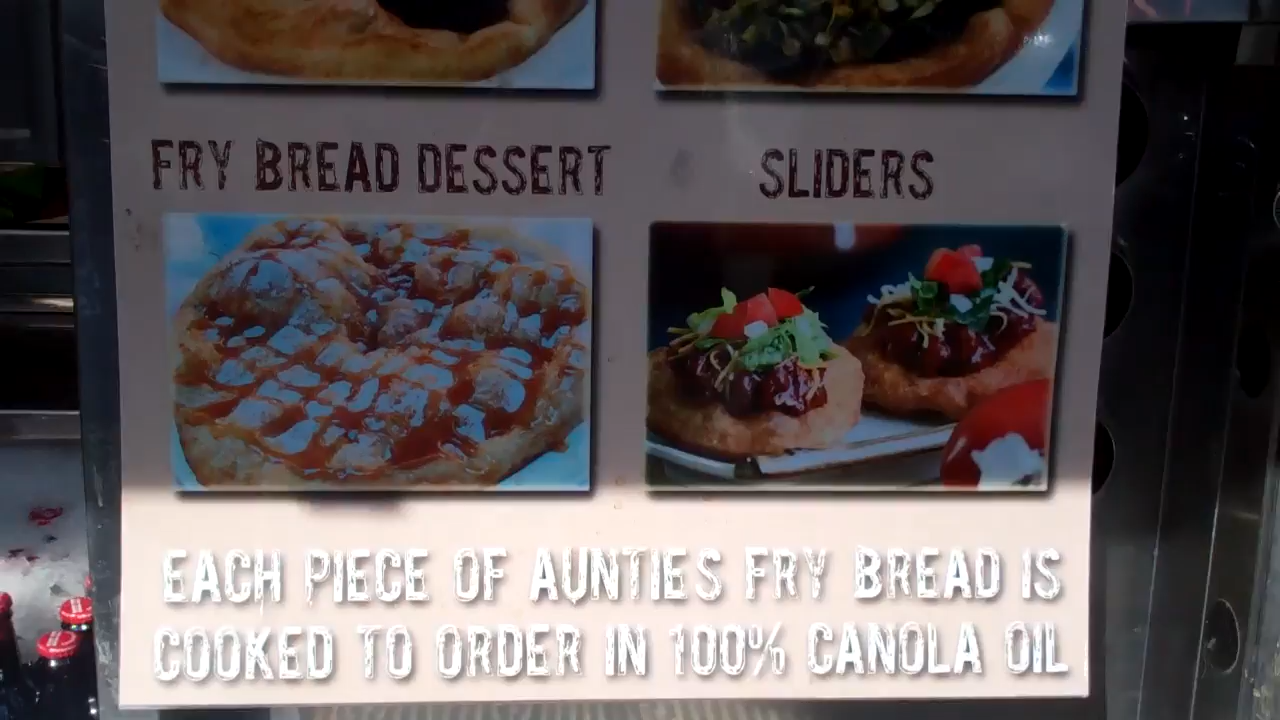 FRY BREAD DESSERT
SLIDERS
EACH PIECE OF AUNTIES FRY BREAD IS
COOKED TO ORDER IN 100% CANOLA OIL